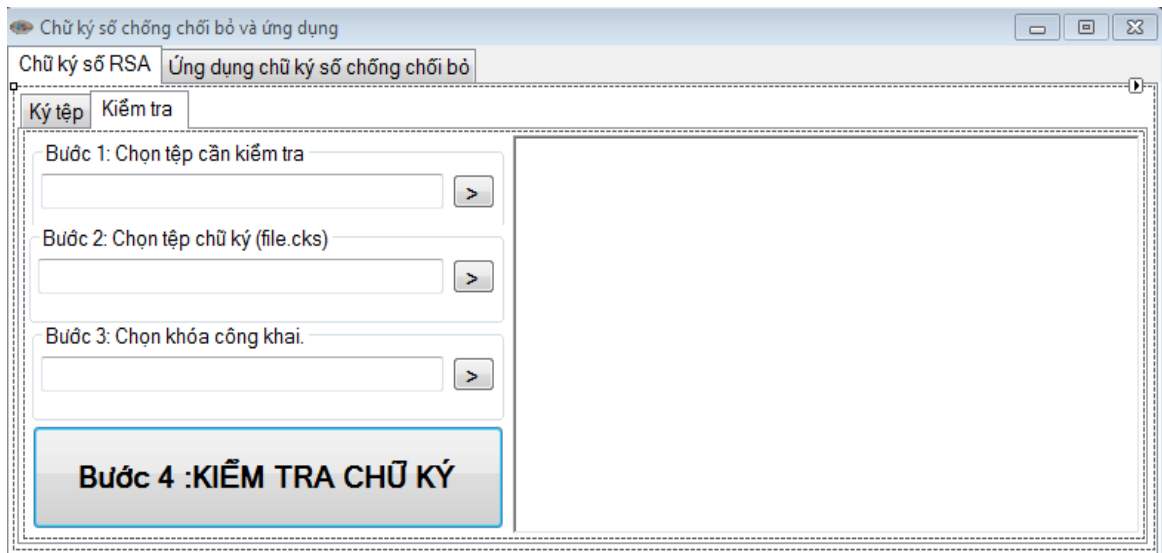 Chữ ký số chống chối bỏ và ứng dụng
Chữ ký số RSA Ứng dụng chữ ký số chống chối bỏ
Ký tệp Kiểm tra
Bước 1: Chọn tệp cần kiểm tra
>
Bước 2: Chọn tệp chữ ký (file.cks)
>
Bước 3: Chọn khóa công khai.
>
Bước 4 :KIỂM TRA CHỮ KÝ